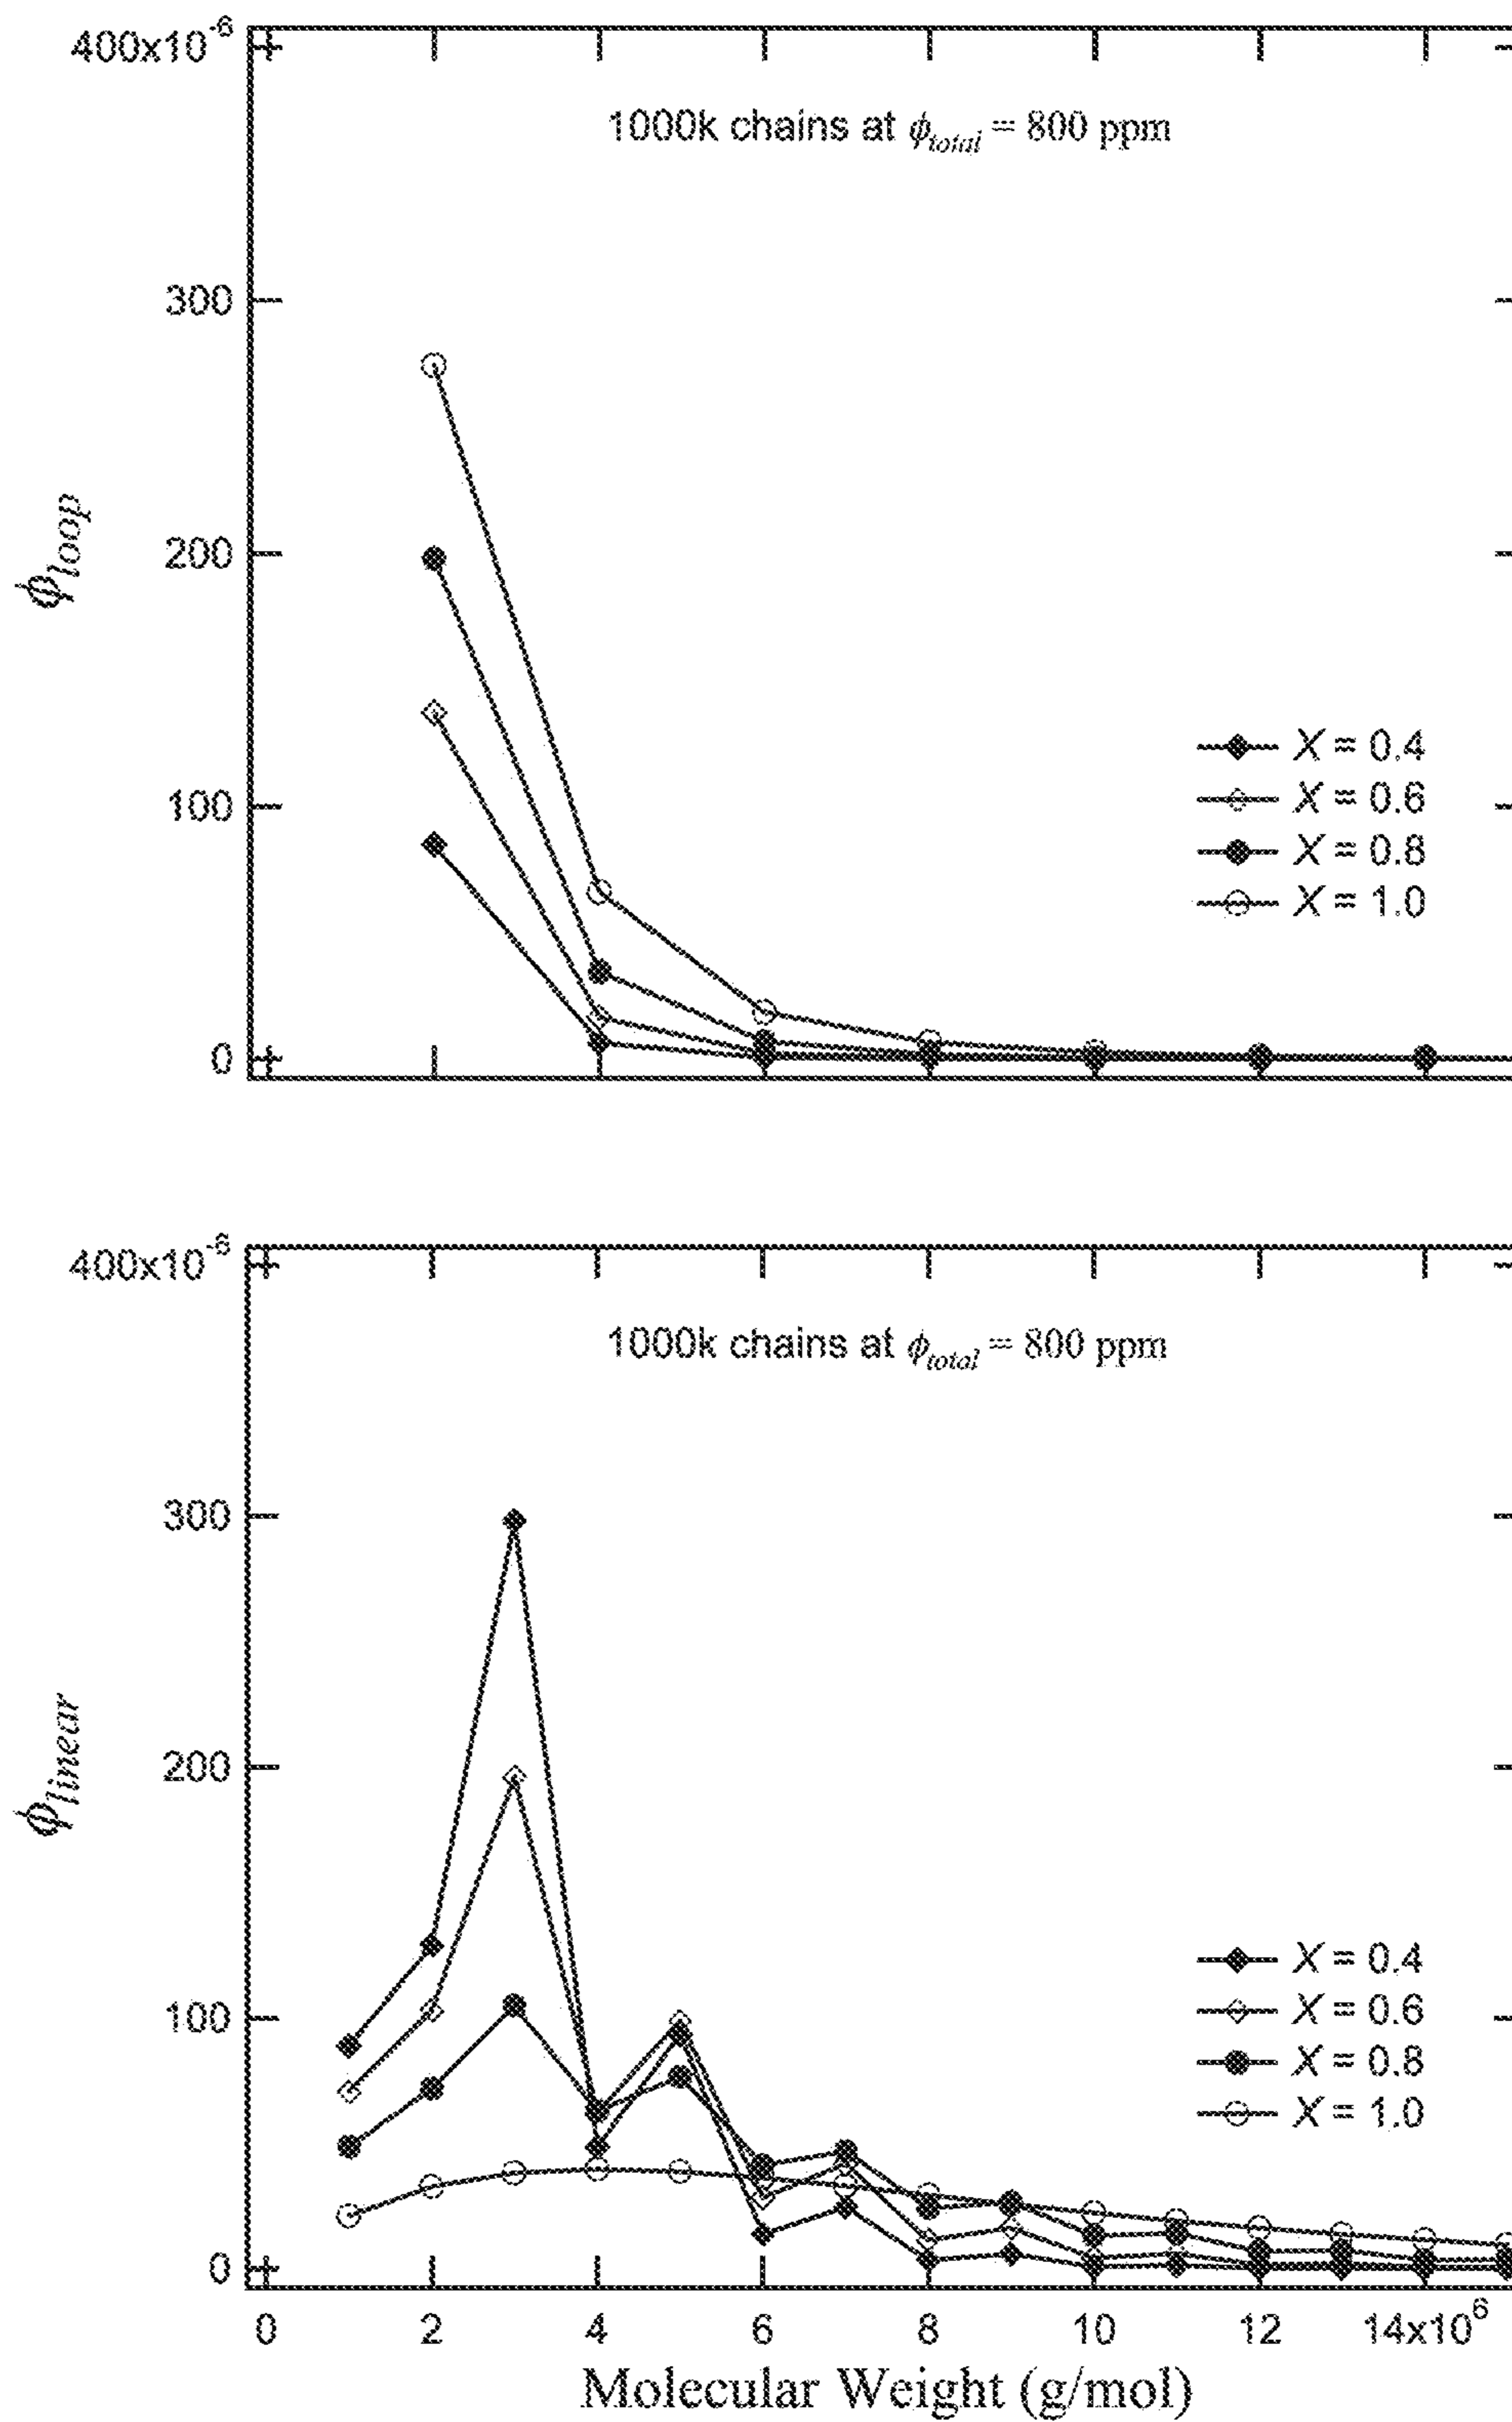 400x10⁻⁶
1000k chains at ϕtotal = 800 ppm
300
ϕloop
200
X = 0.4
100
X = 0.6
X = 0.8
X = 1.0
0
400x10⁻⁶
1000k chains at ϕtotal = 800 ppm
300
ϕlinear
200
X = 0.4
100
X = 0.6
X = 0.8
X = 1.0
0
0 2 4 6 8 10 12 14x10⁶
Molecular Weight (g/mol)